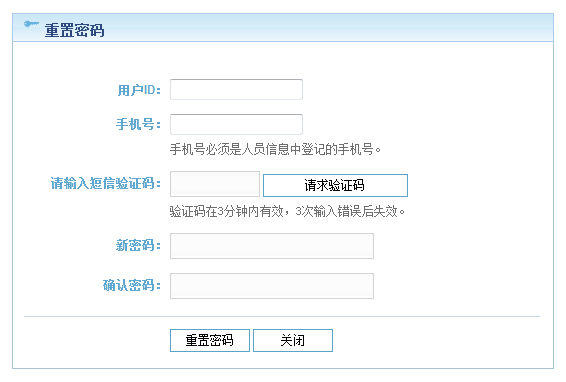 重置密码
用户ID：
手机号：
手机号必须是人员信息中登记的手机号。
请输入短信验证码： 请求验证码
验证码在3分钟内有效，3次输入错误后失效。
新密码：
确认密码：
重置密码 关闭